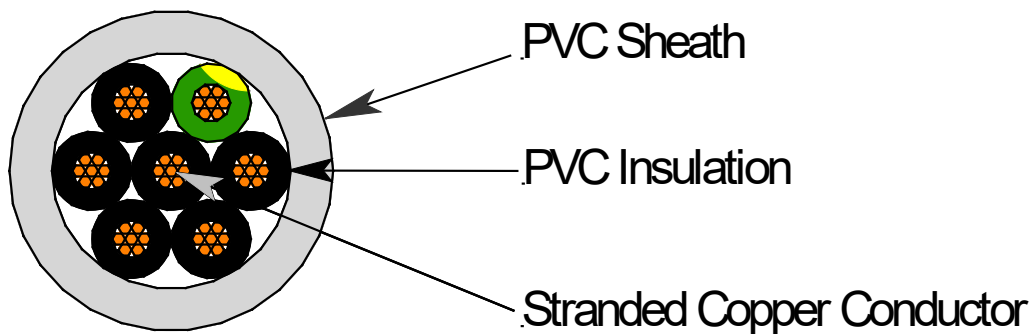 PVC Sheath
PVC Insulation
Stranded Copper Conductor